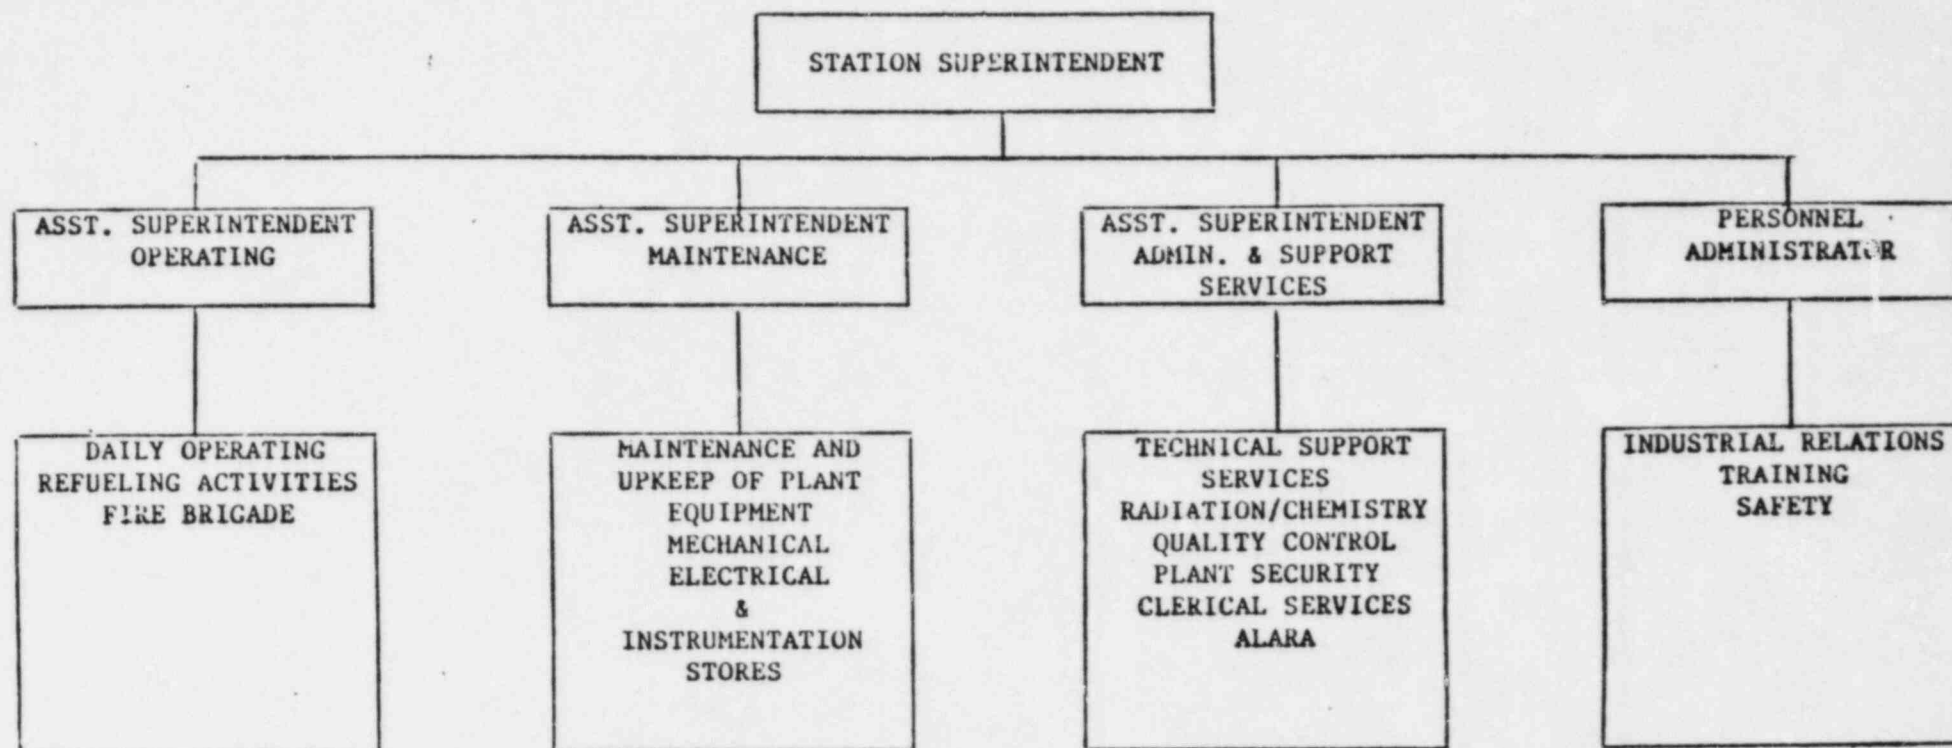 STATION SUPERINTENDENT
ASST. SUPERINTENDENT
OPERATING
ASST. SUPERINTENDENT
MAINTENANCE
ASST. SUPERINTENDENT
ADMIN. & SUPPORT
SERVICES
PERSONNEL
ADMINISTRATOR
DAILY OPERATING
REFUELING ACTIVITIES
FIRE BRIGADE
MAINTENANCE AND
UPKEEP OF PLANT
EQUIPMENT
MECHANICAL
ELECTRICAL
&
INSTRUMENTATION
STORES
TECHNICAL SUPPORT
SERVICES
RADIATION/CHEMISTRY
QUALITY CONTROL
PLANT SECURITY
CLERICAL SERVICES
ALARA
INDUSTRIAL RELATIONS
TRAINING
SAFETY